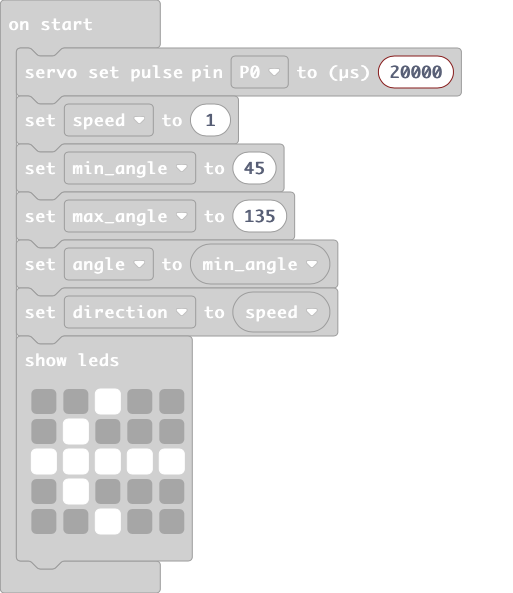 on start
servo set pulse pin P0 to (µs) 20000
set speed to 1
set min_angle to 45
set max_angle to 135
set angle to min_angle
set direction to speed
show leds